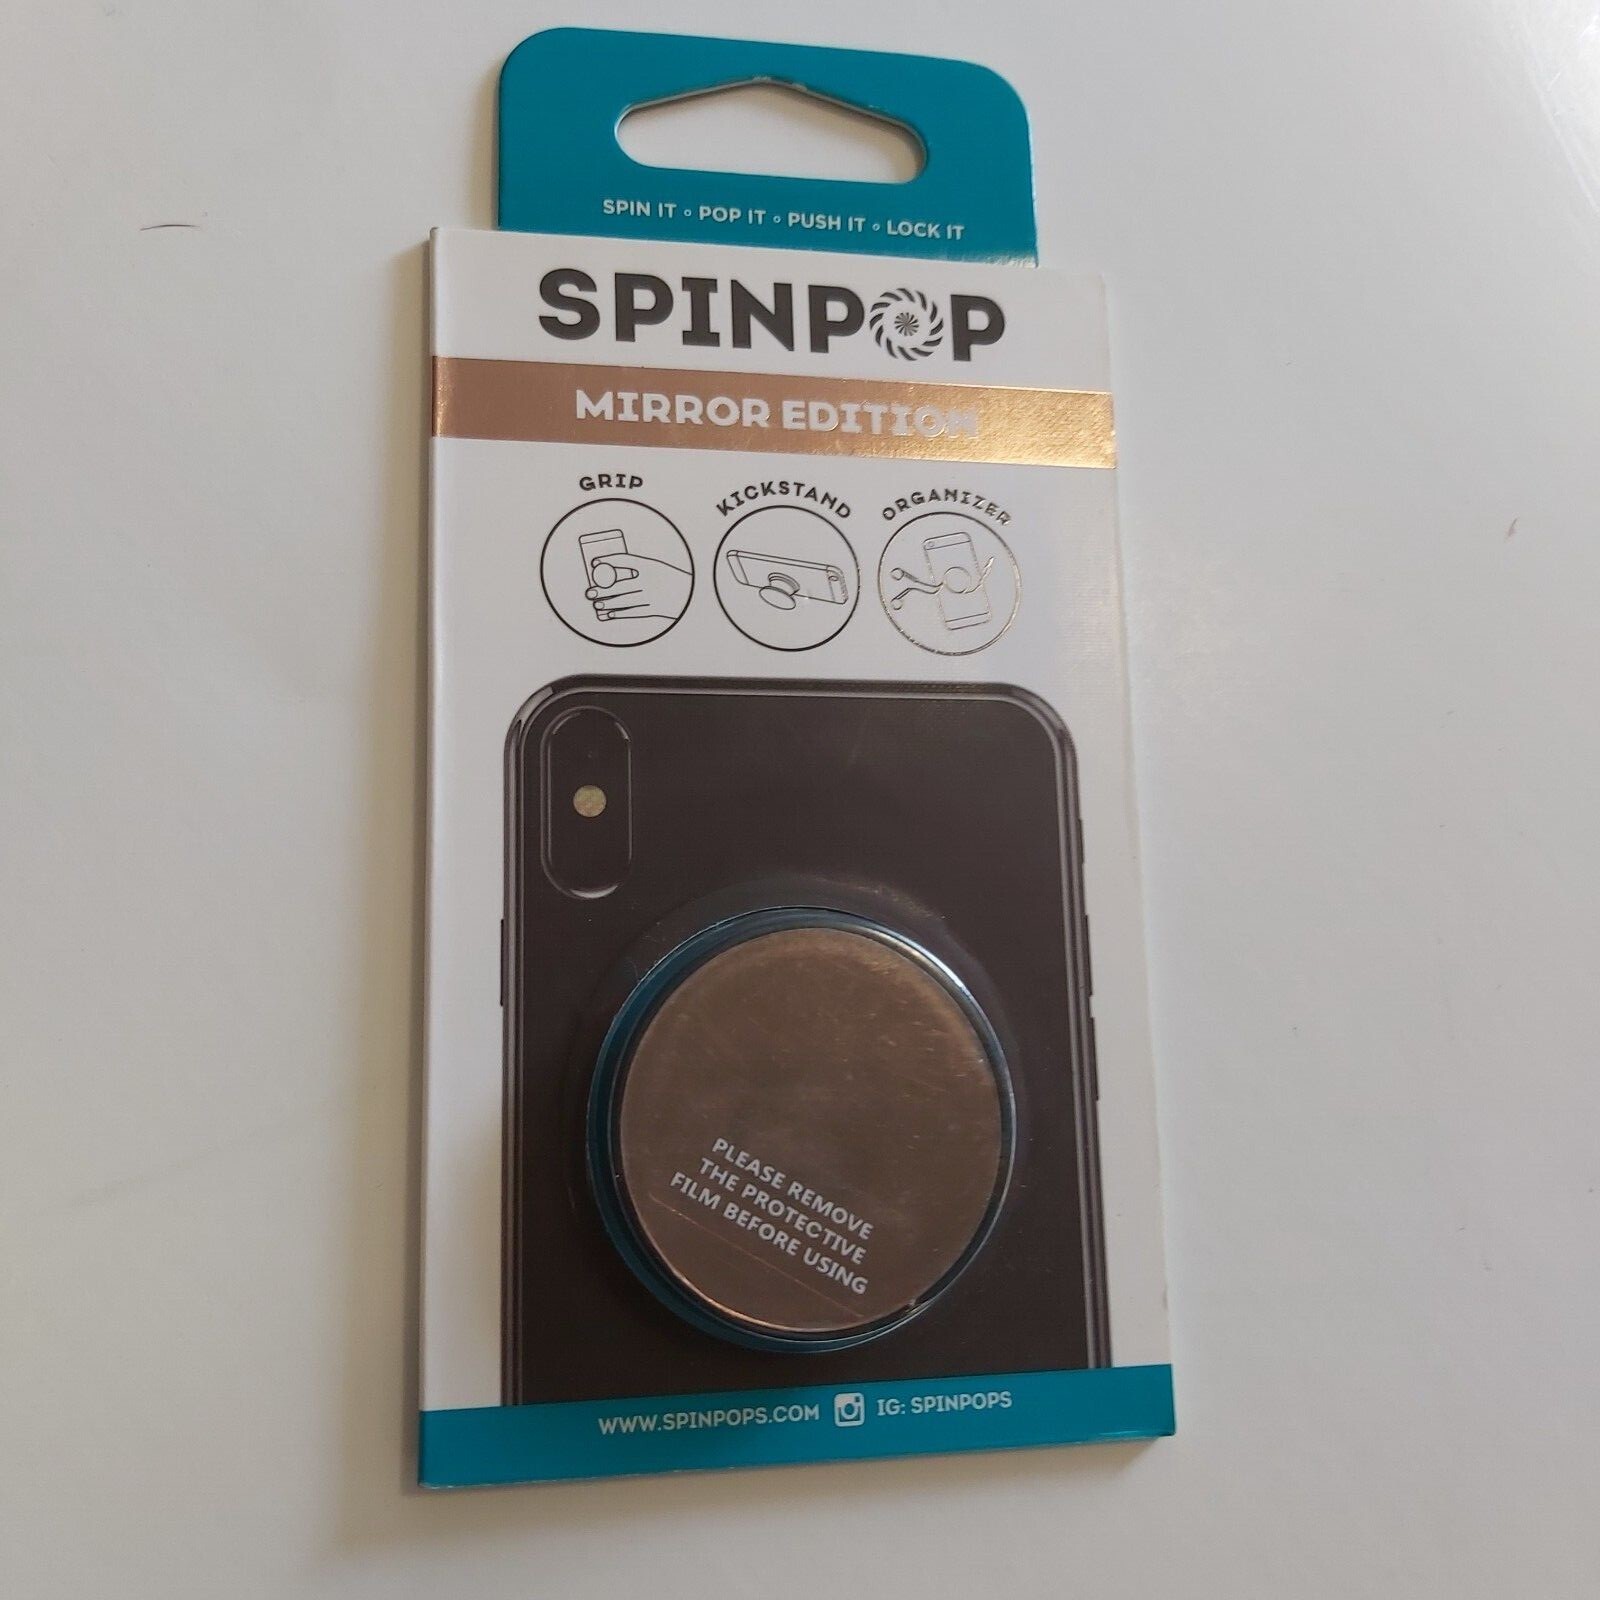 SPIN IT ∘ POP IT ∘ PUSH IT ∘ LOCK IT
SPINPOP
MIRROR EDITION
GRIP
KICKSTAND
ORGANIZER
PLEASE REMOVE
THE PROTECTIVE
FILM BEFORE USING
WWW.SPINPOPS.COM IG: SPINPOPS